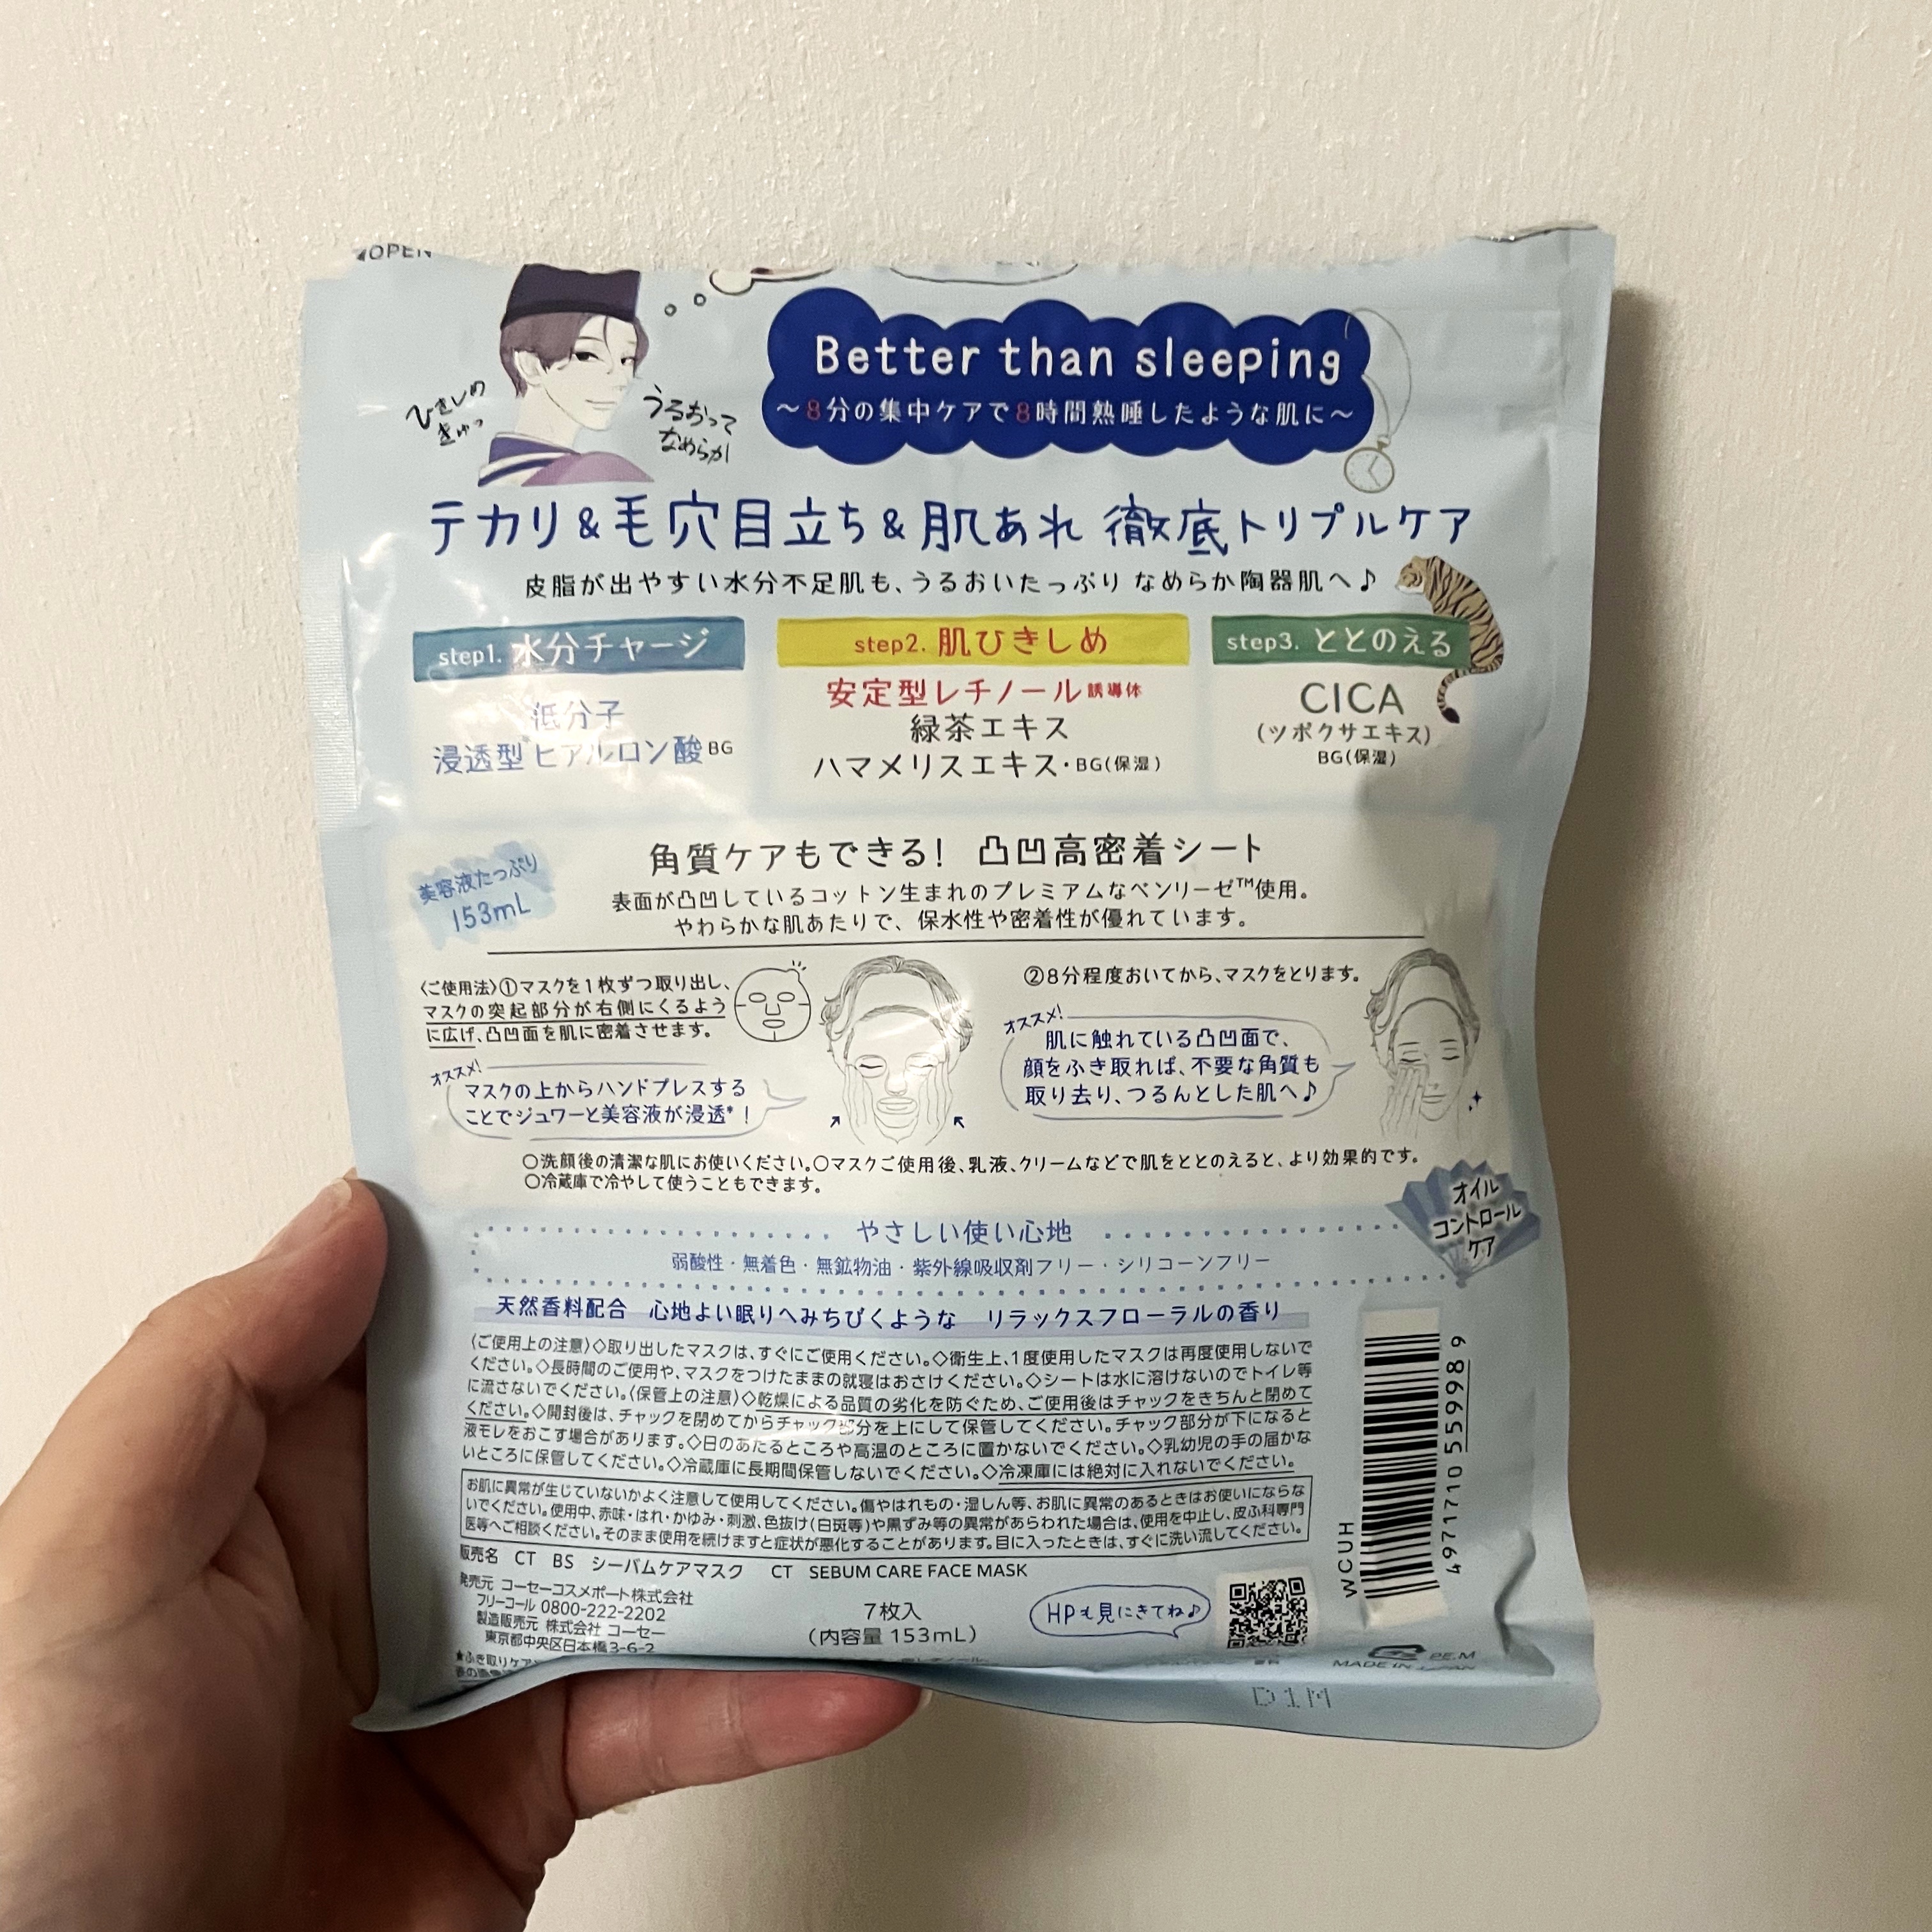 OPEN
ひきしめ
きゅっ
うるおって
なめらか
Better than sleeping
～8分の集中ケアで8時間熟睡したような肌に～
テカリ&毛穴目立ち&肌あれ 徹底トリプルケア
皮脂が出やすい水分不足肌も、うるおいたっぷり なめらか陶器肌へ♪
step1. 水分チャージ
低分子
浸透型*ヒアルロン酸BG
step2. 肌ひきしめ
安定型レチノール誘導体
緑茶エキス
ハマメリスエキス・BG(保湿)
step3. ととのえる
CICA
(ツボクサエキス)
BG(保湿)
美容液たっぷり
153mL
角質ケアもできる! 凸凹高密着シート
表面が凸凹しているコットン生まれのプレミアムなベンリーゼ™使用。
やわらかな肌あたりで、保水性や密着性が優れています。
〈ご使用法〉①マスクを1枚ずつ取り出し、
マスクの突起部分が右側にくるよう
に広げ、凸凹面を肌に密着させます。
オススメ!
マスクの上からハンドプレスする
ことでジュワーと美容液が浸透*!
②8分程度おいてから、マスクをとります。
オススメ!
肌に触れている凸凹面で、
顔をふき取れば、不要な角質も
取り去り、つるんとした肌へ♪
○洗顔後の清潔な肌にお使いください。○マスクご使用後、乳液、クリームなどで肌をととのえると、より効果的です。
○冷蔵庫で冷やして使うこともできます。
オイル
コントロール
ケア
やさしい使い心地
弱酸性・無着色・無鉱物油・紫外線吸収剤フリー・シリコーンフリー
天然香料配合 心地よい眠りへみちびくような リラックスフローラルの香り
〈ご使用上の注意〉◇取り出したマスクは、すぐにご使用ください。◇衛生上、1度使用したマスクは再度使用しないで
ください。◇長時間のご使用や、マスクをつけたままの就寝はおさけください。◇シートは水に溶けないのでトイレ等
に流さないでください。〈保管上の注意〉◇乾燥による品質の劣化を防ぐため、ご使用後はチャックをきちんと閉めて
ください。◇開封後は、チャックを閉めてからチャック部分を上にして保管してください。チャック部分が下になると
液モレをおこす場合があります。◇日のあたるところや高温のところに置かないでください。◇乳幼児の手の届かな
いところに保管してください。◇冷蔵庫に長期間保管しないでください。◇冷凍庫には絶対に入れないでください。
お肌に異常が生じていないかよく注意して使用してください。傷やはれもの・湿しん等、お肌に異常のあるときはお使いにならな
いでください。使用中、赤味・はれ・かゆみ・刺激、色抜け(白斑等)や黒ずみ等の異常があらわれた場合は、使用を中止し、皮ふ科専門
医等へご相談ください。そのまま使用を続けますと症状が悪化することがあります。目に入ったときは、すぐに洗い流してください。
販売名 CT BS シーバムケアマスク CT SEBUM CARE FACE MASK
発売元 コーセーコスメポート株式会社
フリーコール 0800-222-2202
製造販売元 株式会社 コーセー
東京都中央区日本橋3-6-2
7枚入
(内容量 153mL)
HPも見にきてね♪
WCUH
4971710 559989
PE.M
MADE IN JAPAN
D1M
★ふき取りケア